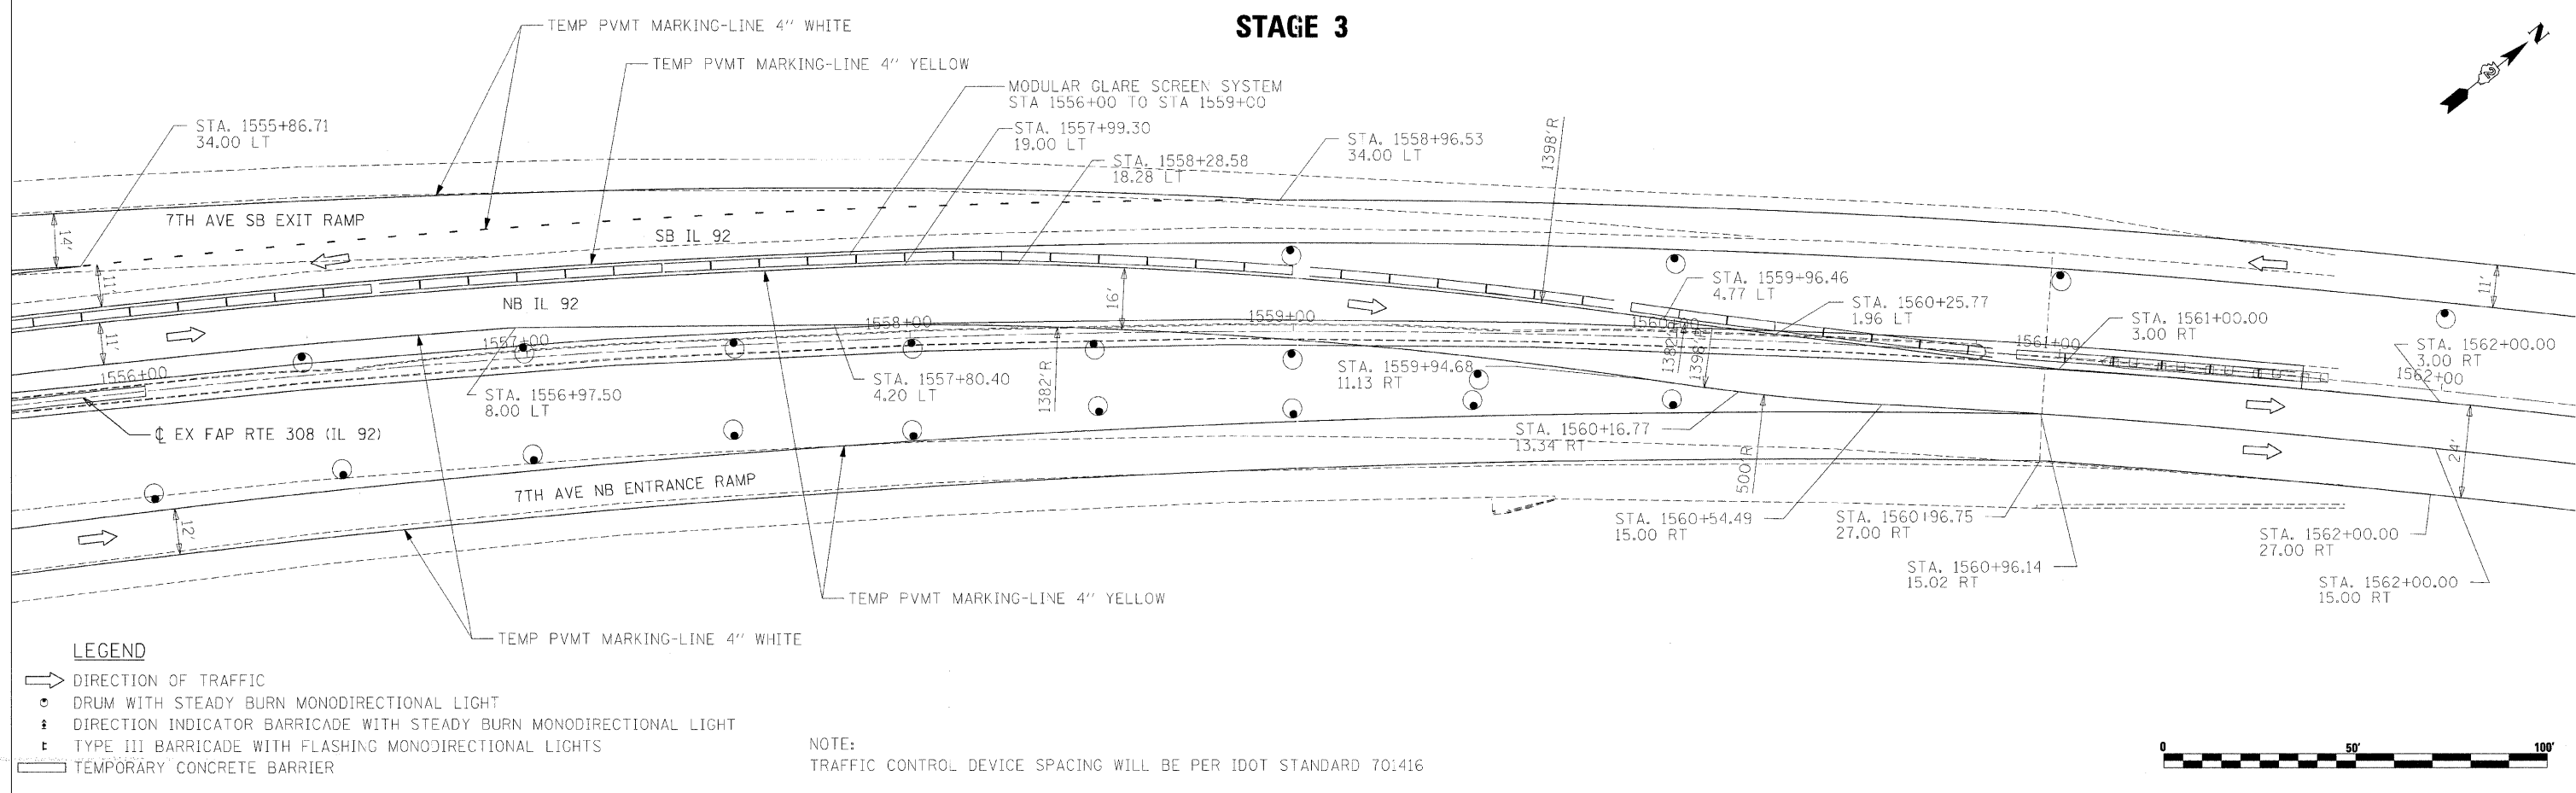 STAGE 3
N
TEMP PVMT MARKING-LINE 4'' WHITE
TEMP PVMT MARKING-LINE 4'' YELLOW
MODULAR GLARE SCREEN SYSTEM
STA 1556+00 TO STA 1559+00
STA. 1555+86.71
34.00 LT
STA. 1557+99.30
19.00 LT
STA. 1558+28.58
18.28 LT
STA. 1558+96.53
34.00 LT
1398'R
7TH AVE SB EXIT RAMP
SB IL 92
14'
11'
NB IL 92
11'
16'
11'
STA. 1559+96.46
4.77 LT
STA. 1560+25.77
1.96 LT
STA. 1561+00.00
3.00 RT
STA. 1562+00.00
3.00 RT
1556+00
1557+00
1558+00
1559+00
1560+00
1561+00
1562+00
STA. 1556+97.50
8.00 LT
STA. 1557+80.40
4.20 LT
1382'R
STA. 1559+94.68
11.13 RT
1382'R
1398'R
℄ EX FAP RTE 308 (IL 92)
STA. 1560+16.77
13.34 RT
500'R
24'
7TH AVE NB ENTRANCE RAMP
12'
STA. 1560+54.49
15.00 RT
STA. 1560+96.75
27.00 RT
STA. 1560+96.14
15.02 RT
STA. 1562+00.00
27.00 RT
STA. 1562+00.00
15.00 RT
TEMP PVMT MARKING-LINE 4'' YELLOW
TEMP PVMT MARKING-LINE 4'' WHITE
LEGEND
DIRECTION OF TRAFFIC
DRUM WITH STEADY BURN MONODIRECTIONAL LIGHT
DIRECTION INDICATOR BARRICADE WITH STEADY BURN MONODIRECTIONAL LIGHT
TYPE III BARRICADE WITH FLASHING MONODIRECTIONAL LIGHTS
TEMPORARY CONCRETE BARRIER
NOTE:
TRAFFIC CONTROL DEVICE SPACING WILL BE PER IDOT STANDARD 701416
0 50' 100'